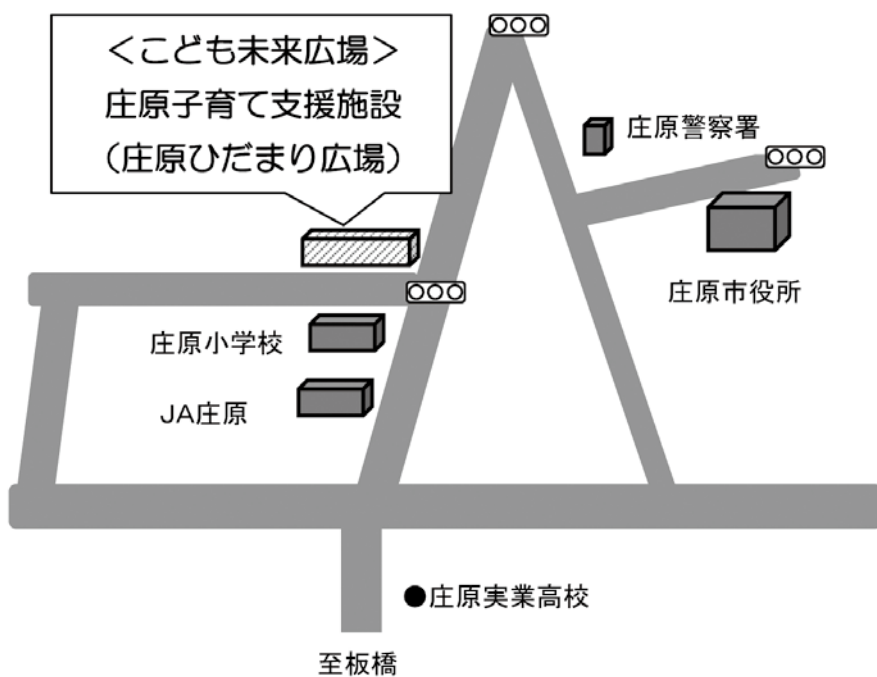 ＜こども未来広場＞
庄原子育て支援施設
（庄原ひだまり広場）
庄原警察署
庄原市役所
庄原小学校
JA庄原
●庄原実業高校
至板橋